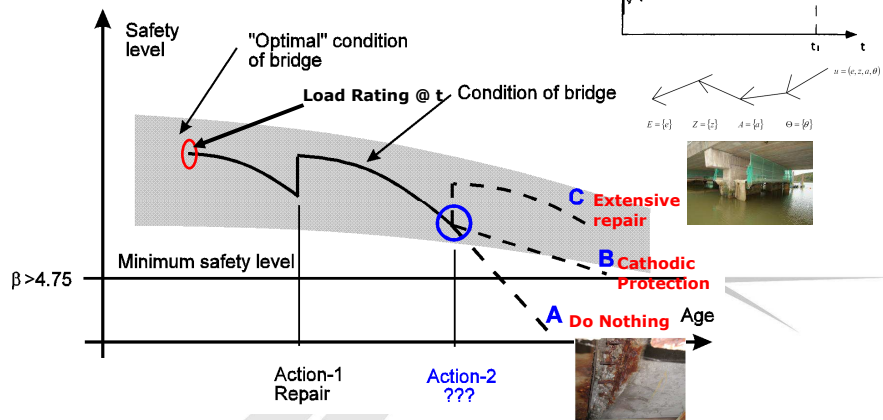 Safety
level
"Optimal" condition
of bridge
Load Rating @ t
Condition of bridge
t₁
t
u = {e, z, a, θ}
E = {e}
Z = {z}
A = {a}
Θ = {θ}
C Extensive
repair
Minimum safety level
B Cathodic
Protection
β >4.75
A Do Nothing
Age
Action-1
Repair
Action-2
???